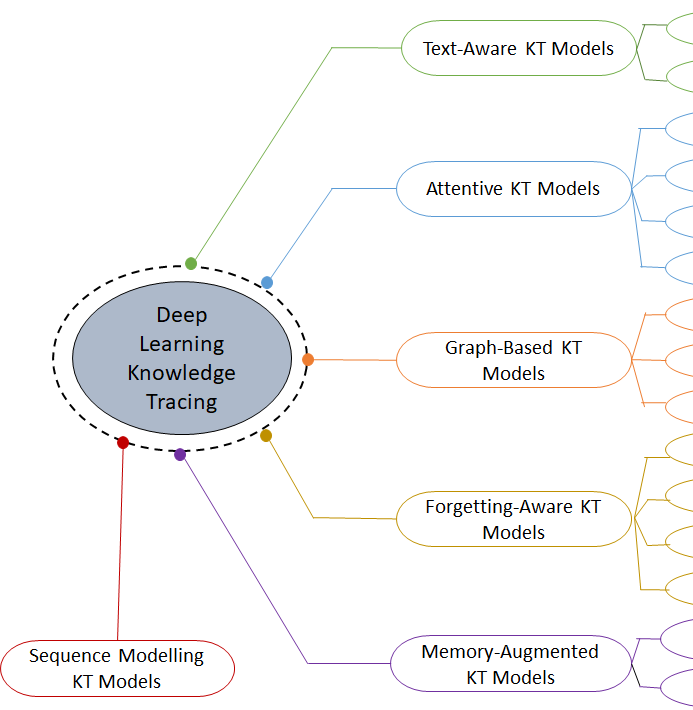 Text-Aware KT Models
Attentive KT Models
Deep
Learning
Knowledge
Tracing
Graph-Based KT
Models
Forgetting-Aware KT
Models
Memory-Augmented
KT Models
Sequence Modelling
KT Models